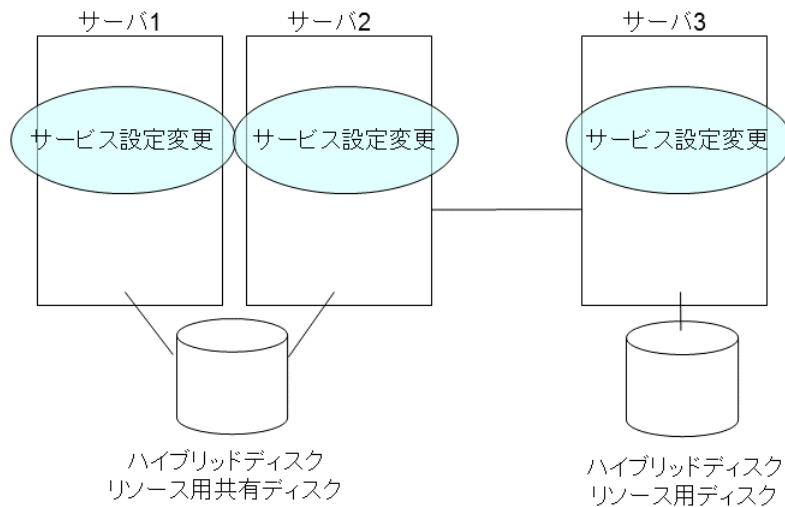 サーバ1
サーバ2
サーバ3
サービス設定変更
サービス設定変更
サービス設定変更
ハイブリッドディスク
リソース用共有ディスク
ハイブリッドディスク
リソース用ディスク